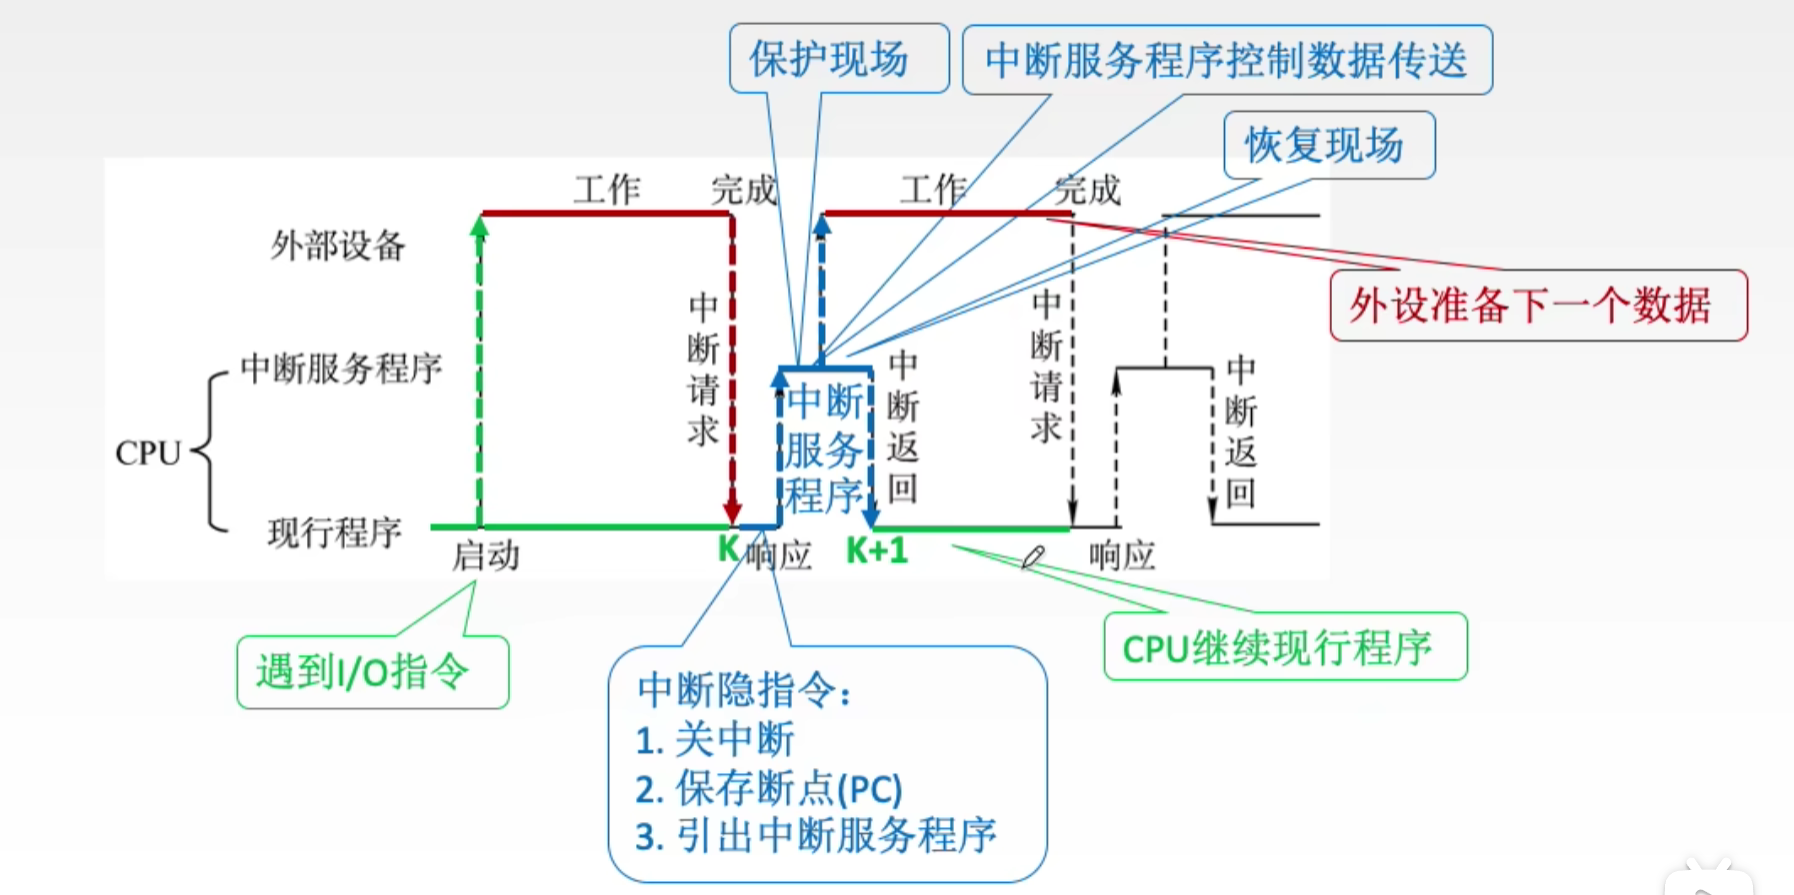 保护现场
中断服务程序控制数据传送
恢复现场
工作
完成
工作
完成
外部设备
外设准备下一个数据
中断请求
中断请求
中断服务程序
中断服务程序
中断返回
中断返回
CPU
现行程序
启动
K
响应
K+1
响应
遇到I/O指令
CPU继续现行程序
中断隐指令：
1. 关中断
2. 保存断点(PC)
3. 引出中断服务程序